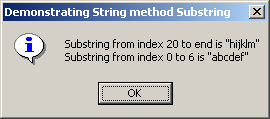 Demonstrating String method Substring
Substring from index 20 to end is "hijklm"
Substring from index 0 to 6 is "abcdef"
OK